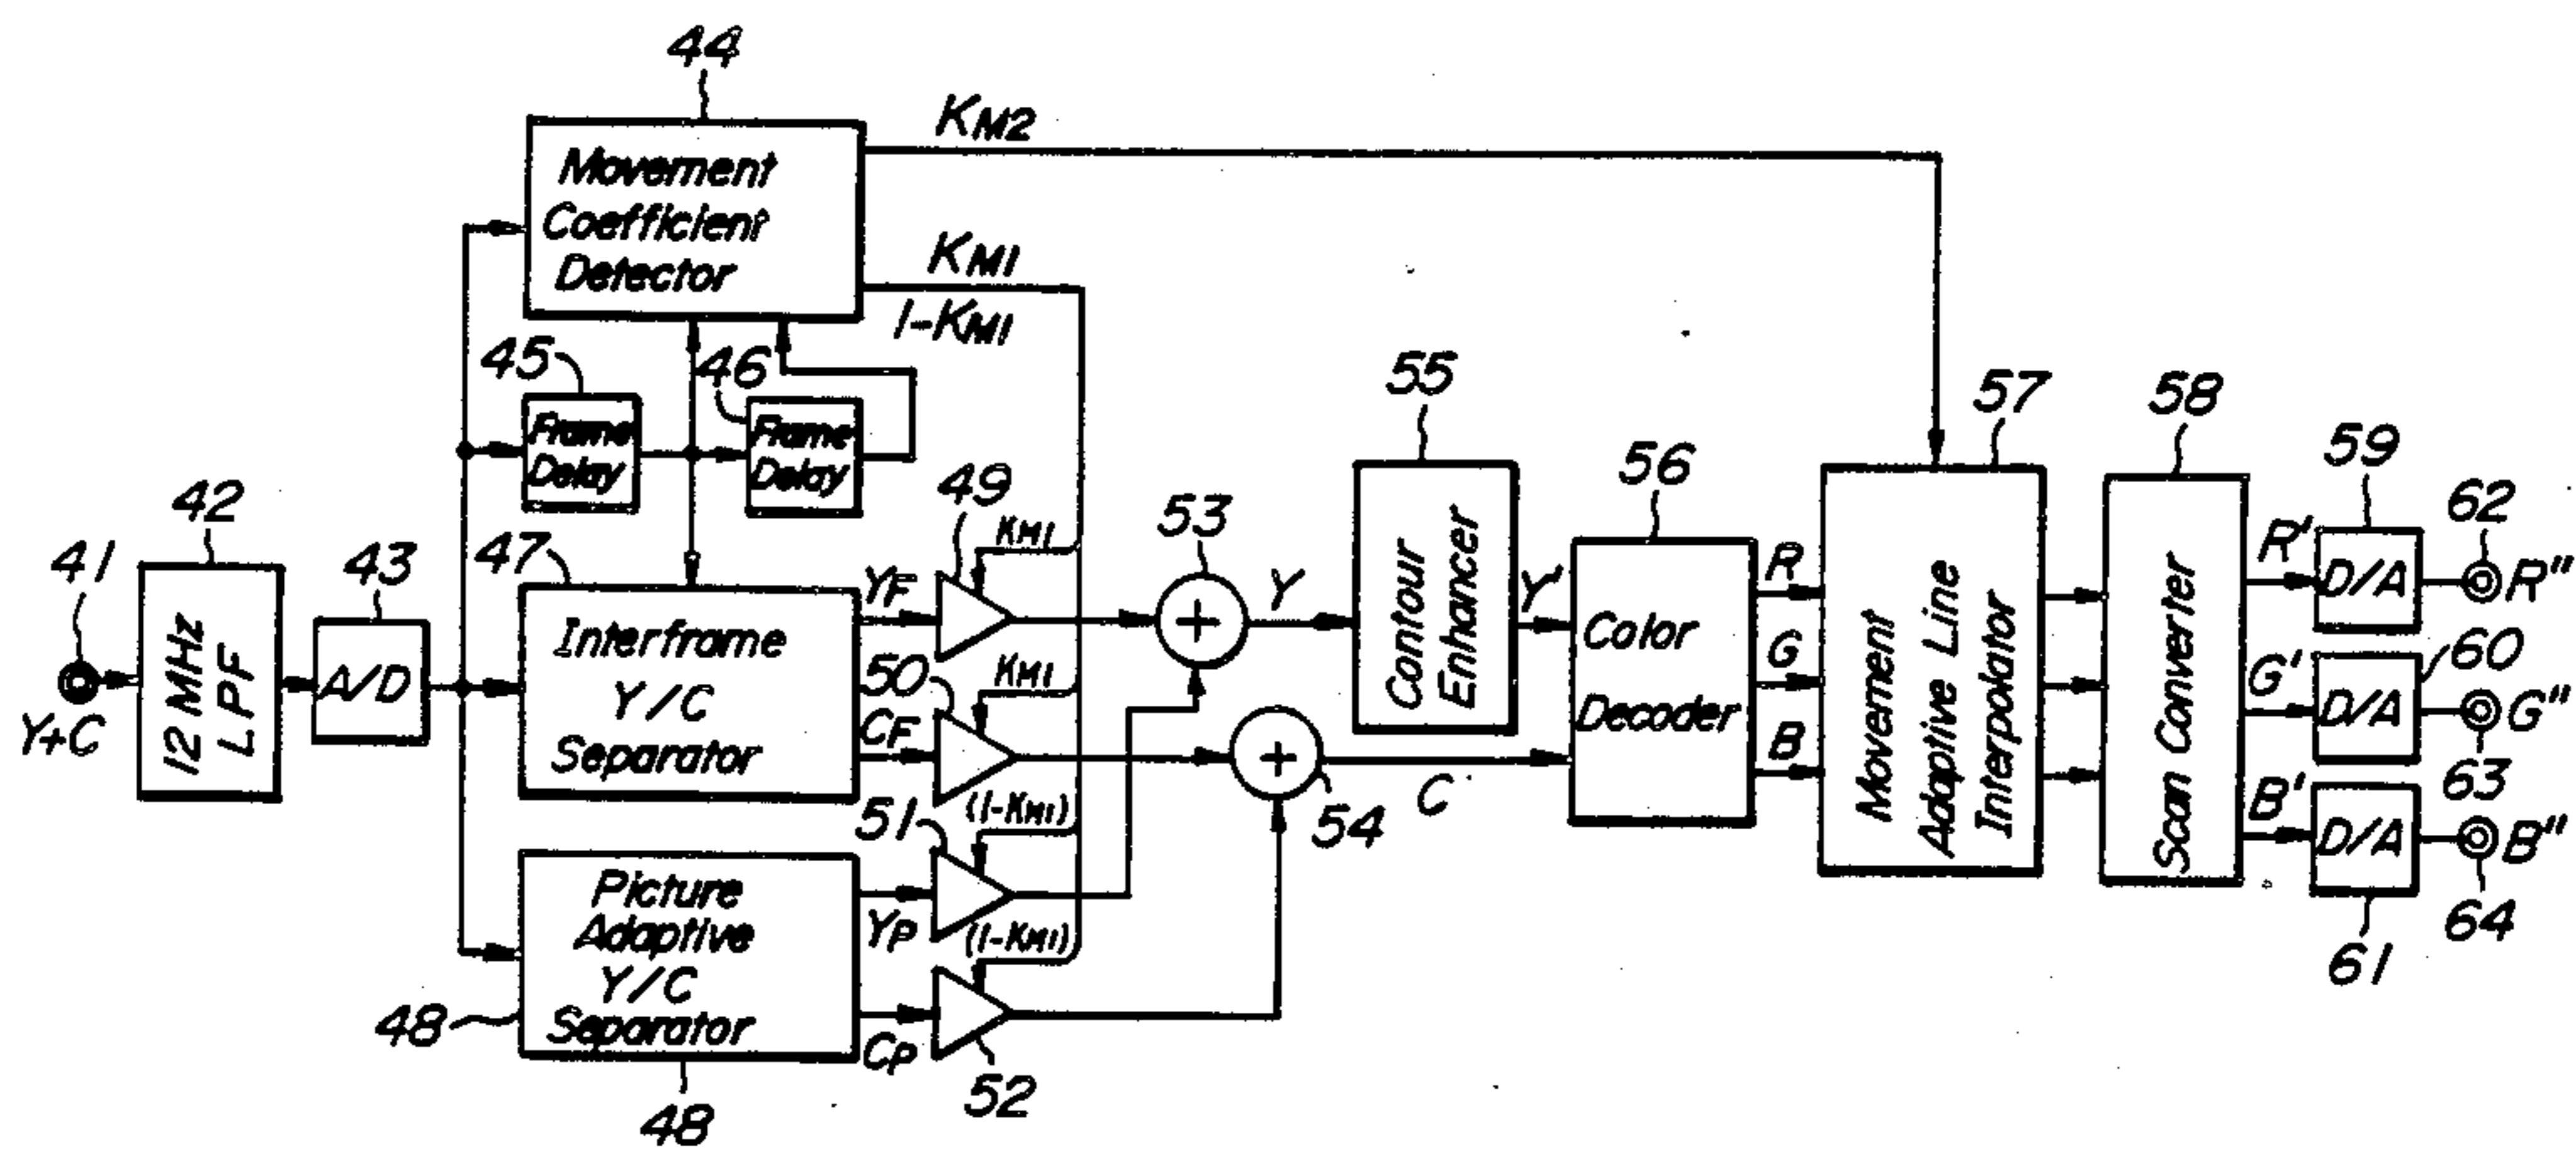 44
KM2
Movement
Coefficient
Detector
KM1
1-KM1
45
46
Frame
Delay
Frame
Delay
41
Y+C
42
12 MHz
LPF
43
A/D
47
Interframe
Y/C
Separator
YF
CF
49
KM1
50
KM1
48
Picture
Adaptive
Y/C
Separator
48
YP
CP
51
(1-KM1)
(1-KM1)
52
53
Y
54
C
55
Contour
Enhancer
Y'
56
Color
Decoder
R
G
B
57
Movement
Adaptive Line
Interpolator
58
Scan Converter
R'
G'
B'
59
D/A
60
D/A
61
D/A
62
R"
63
G"
64
B"